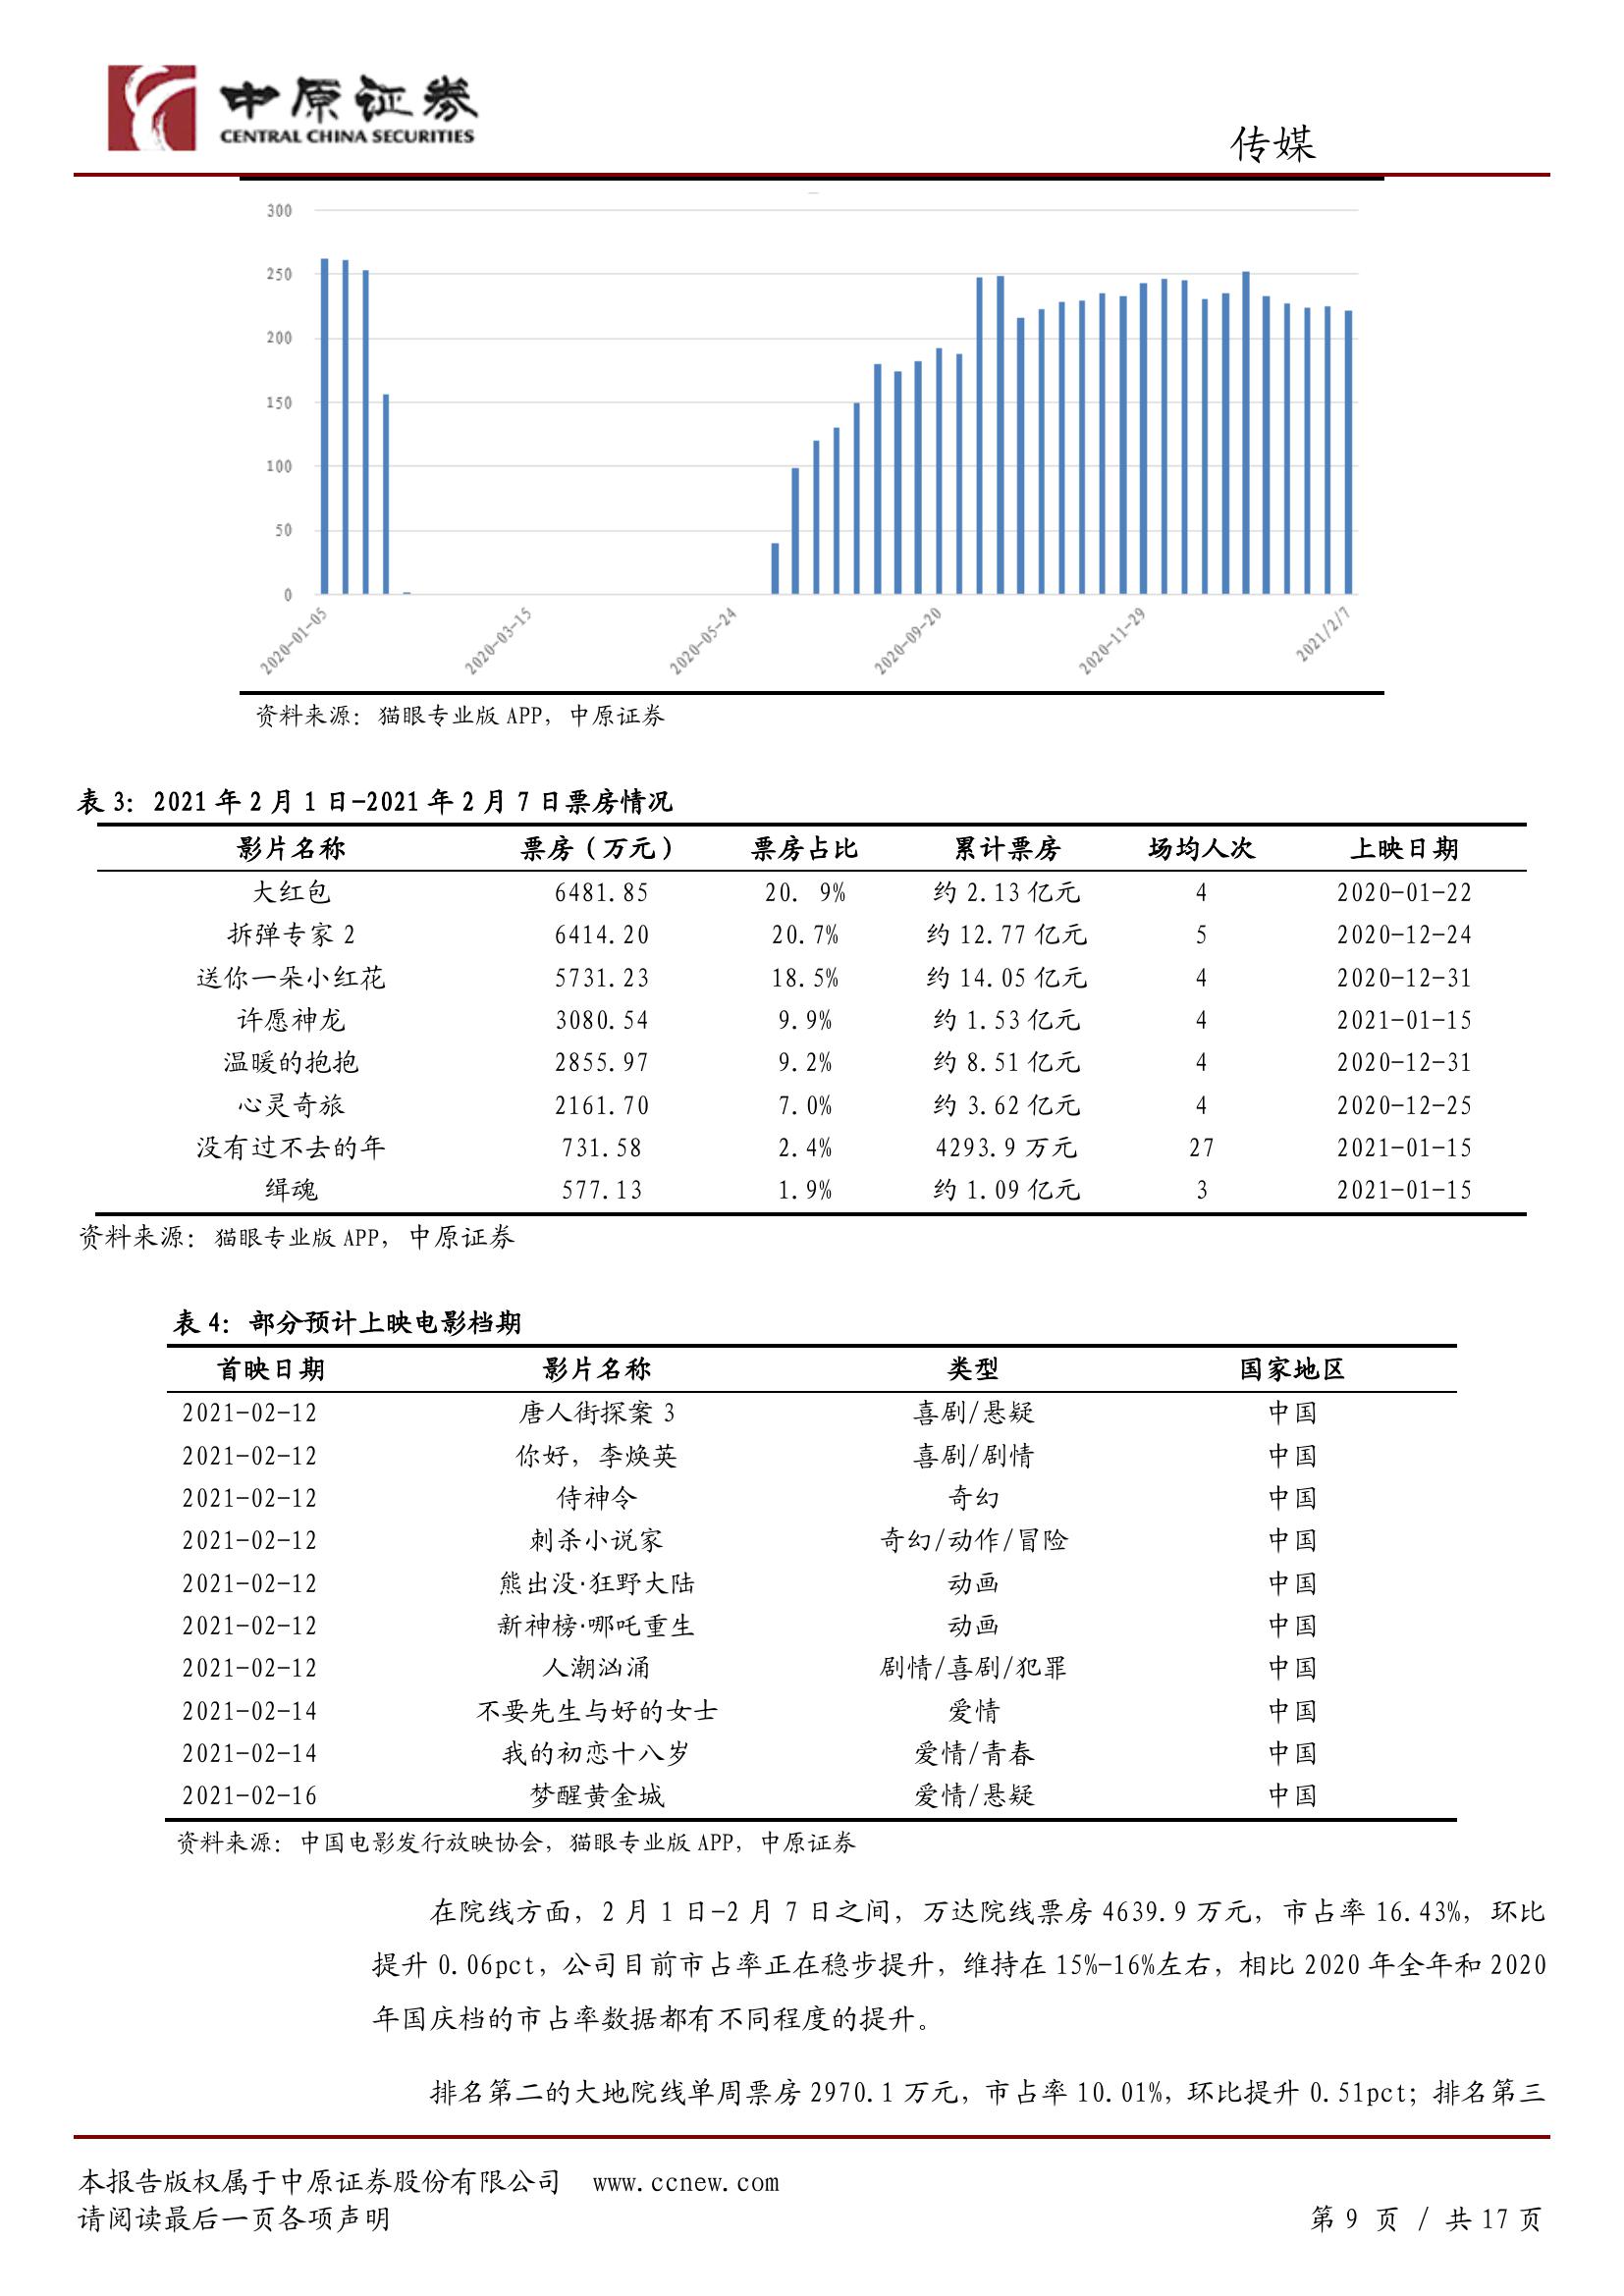 中原证券
CENTRAL CHINA SECURITIES
传媒
300
250
200
150
100
50
0
2020-01-05 2020-03-15 2020-05-24 2020-09-20 2020-11-29 2021/2/7
资料来源：猫眼专业版 APP，中原证券
表 3：2021 年 2 月 1 日-2021 年 2 月 7 日票房情况
影片名称 票房（万元） 票房占比 累计票房 场均人次 上映日期
大红包 6481.85 20. 9% 约 2.13 亿元 4 2020-01-22
拆弹专家 2 6414.20 20.7% 约 12.77 亿元 5 2020-12-24
送你一朵小红花 5731.23 18.5% 约 14.05 亿元 4 2020-12-31
许愿神龙 3080.54 9.9% 约 1.53 亿元 4 2021-01-15
温暖的抱抱 2855.97 9.2% 约 8.51 亿元 4 2020-12-31
心灵奇旅 2161.70 7.0% 约 3.62 亿元 4 2020-12-25
没有过不去的年 731.58 2.4% 4293.9 万元 27 2021-01-15
缉魂 577.13 1.9% 约 1.09 亿元 3 2021-01-15
资料来源：猫眼专业版 APP，中原证券
表 4：部分预计上映电影档期
首映日期 影片名称 类型 国家地区
2021-02-12 唐人街探案 3 喜剧/悬疑 中国
2021-02-12 你好，李焕英 喜剧/剧情 中国
2021-02-12 侍神令 奇幻 中国
2021-02-12 刺杀小说家 奇幻/动作/冒险 中国
2021-02-12 熊出没·狂野大陆 动画 中国
2021-02-12 新神榜·哪吒重生 动画 中国
2021-02-12 人潮汹涌 剧情/喜剧/犯罪 中国
2021-02-14 不要先生与好的女士 爱情 中国
2021-02-14 我的初恋十八岁 爱情/青春 中国
2021-02-16 梦醒黄金城 爱情/悬疑 中国
资料来源：中国电影发行放映协会，猫眼专业版 APP，中原证券
在院线方面，2 月 1 日-2 月 7 日之间，万达院线票房 4639.9 万元，市占率 16.43%，环比
提升 0.06pct，公司目前市占率正在稳步提升，维持在 15%-16%左右，相比 2020 年全年和 2020
年国庆档的市占率数据都有不同程度的提升。
排名第二的大地院线单周票房 2970.1 万元，市占率 10.01%，环比提升 0.51pct；排名第三
本报告版权属于中原证券股份有限公司 www.ccnew.com
请阅读最后一页各项声明 第 9 页 / 共 17 页